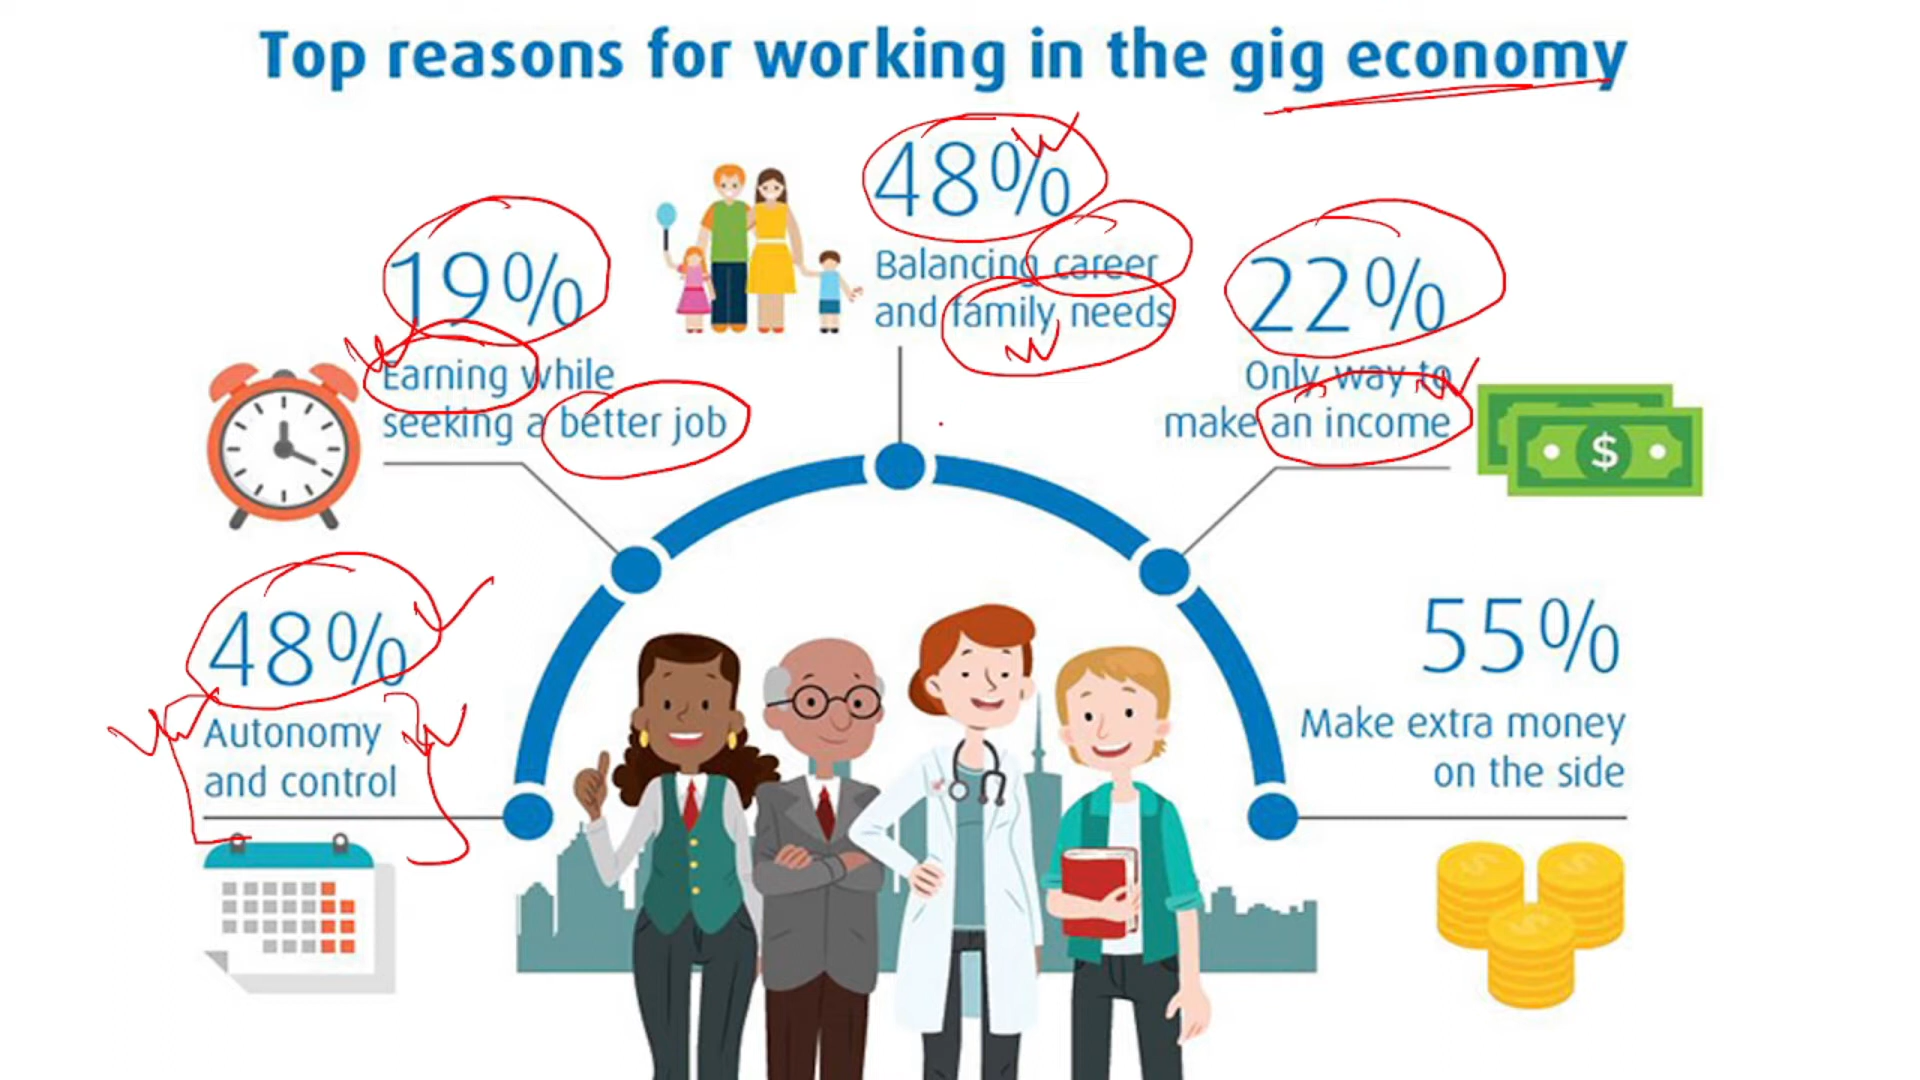 Top reasons for working in the gig economy
48%
Balancing career
and family needs
19%
Earning while
seeking a better job
22%
Only way to
make an income
$
48%
Autonomy
and control
55%
Make extra money
on the side